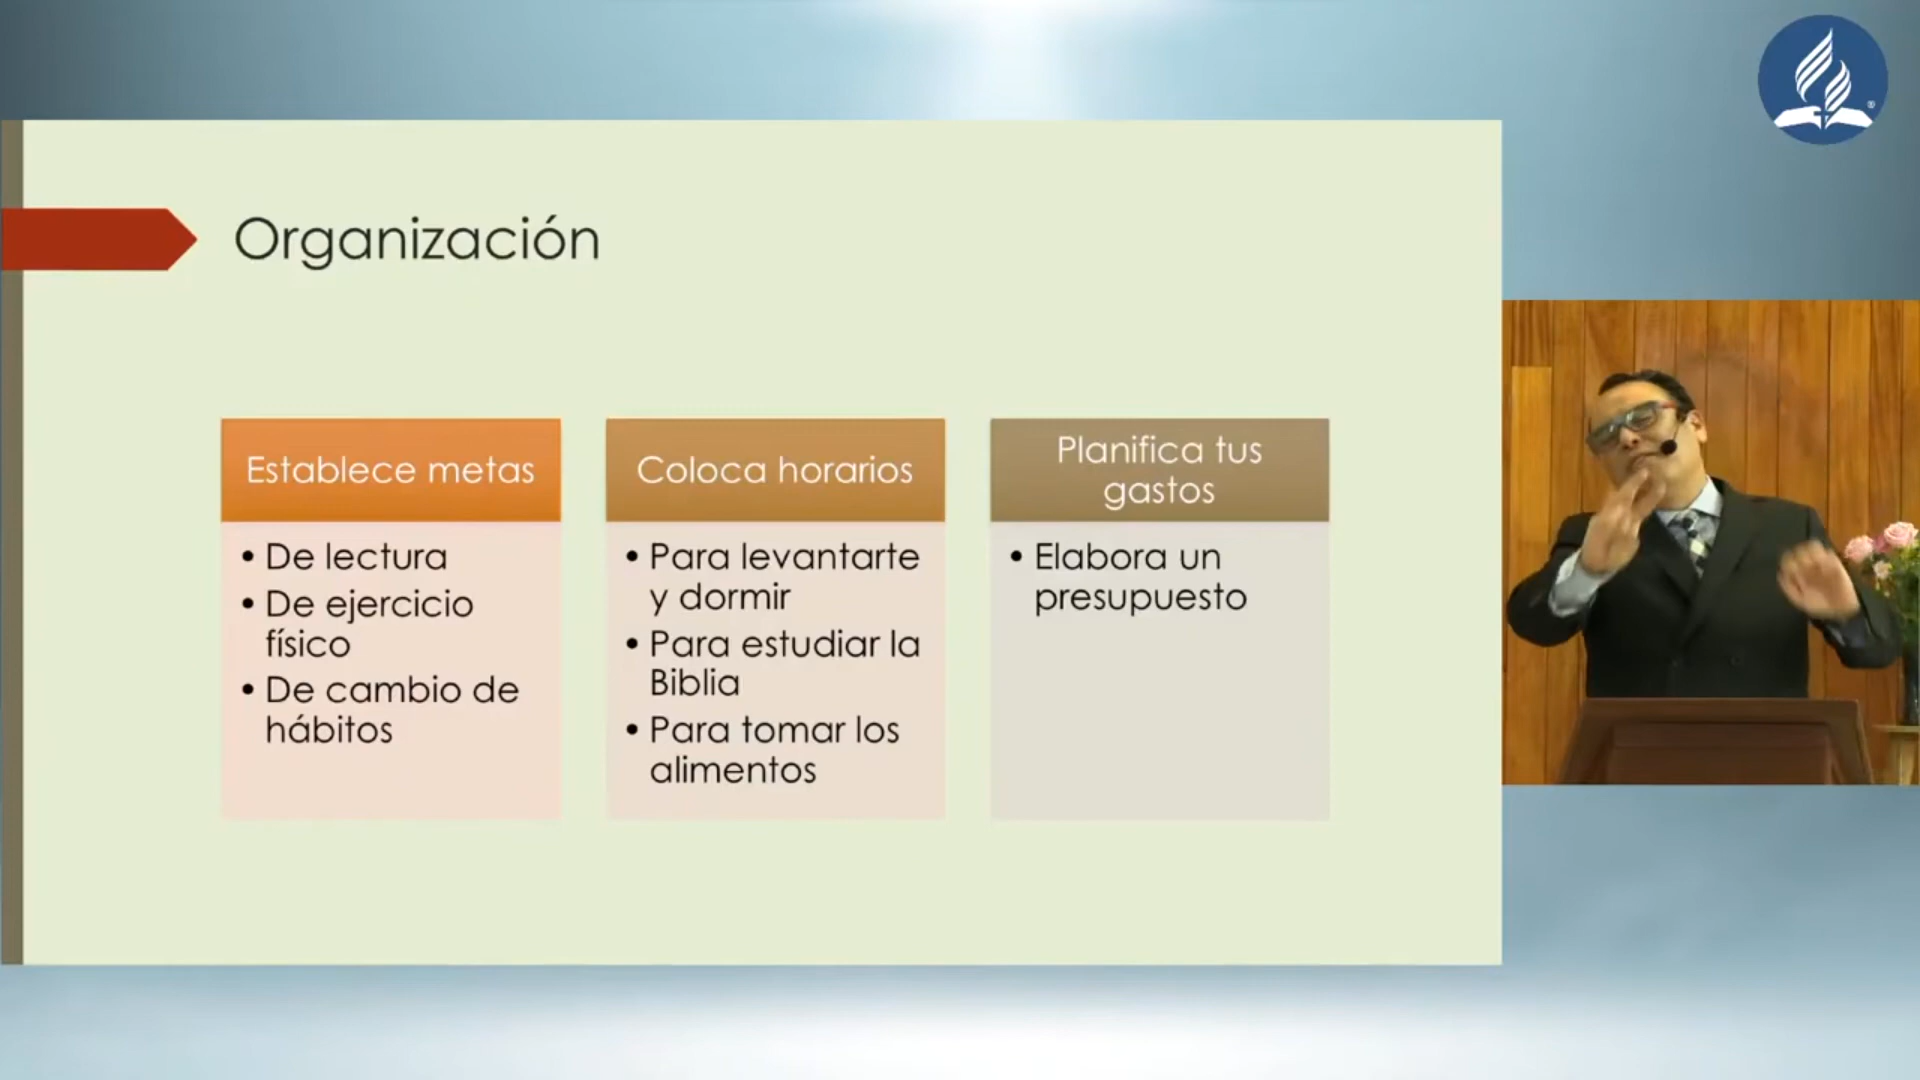 Organización
Establece metas
• De lectura
• De ejercicio
físico
• De cambio de
hábitos
Coloca horarios
• Para levantarte
y dormir
• Para estudiar la
Biblia
• Para tomar los
alimentos
Planifica tus
gastos
• Elabora un
presupuesto
®